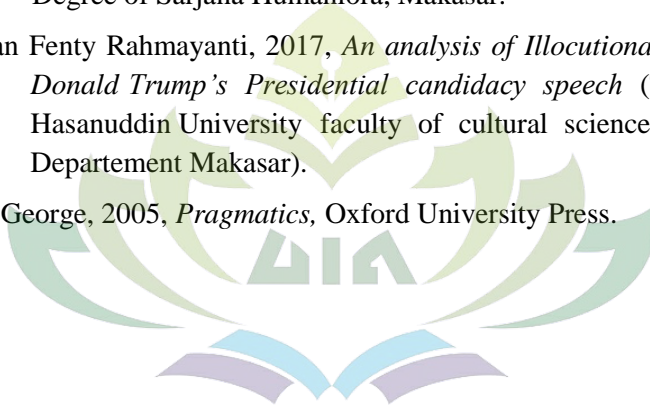 Degree of Sarjana Humaniora, Makasar.
an Fenty Rahmayanti, 2017, An analysis of Illocutiona
Donald Trump's Presidential candidacy speech (
Hasanuddin University faculty of cultural science
Departement Makasar).
George, 2005, Pragmatics, Oxford University Press.
UIN